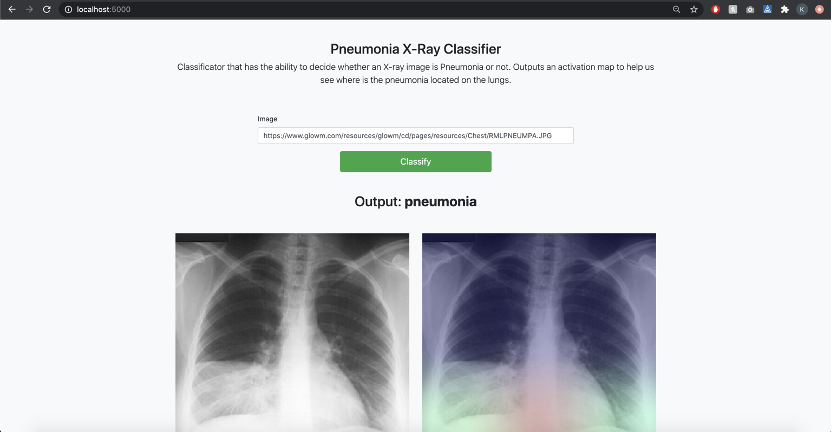 localhost:5000
K
Pneumonia X-Ray Classifier
Classificator that has the ability to decide whether an X-ray image is Pneumonia or not. Outputs an activation map to help us
see where is the pneumonia located on the lungs.
Image
https://www.glowm.com/resources/glowm/cd/pages/resources/Chest/RMLPNEUMPA.JPG
Classify
Output: pneumonia